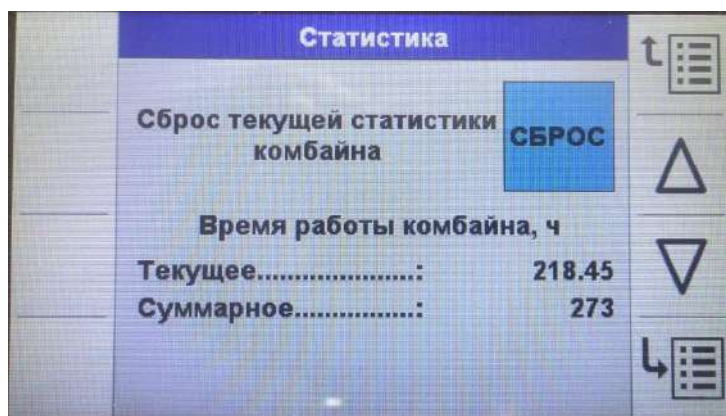 Статистика
Сброс текущей статистики
комбайна
СБРОС
Время работы комбайна, ч
Текущее......................: 218.45
Суммарное.................: 273